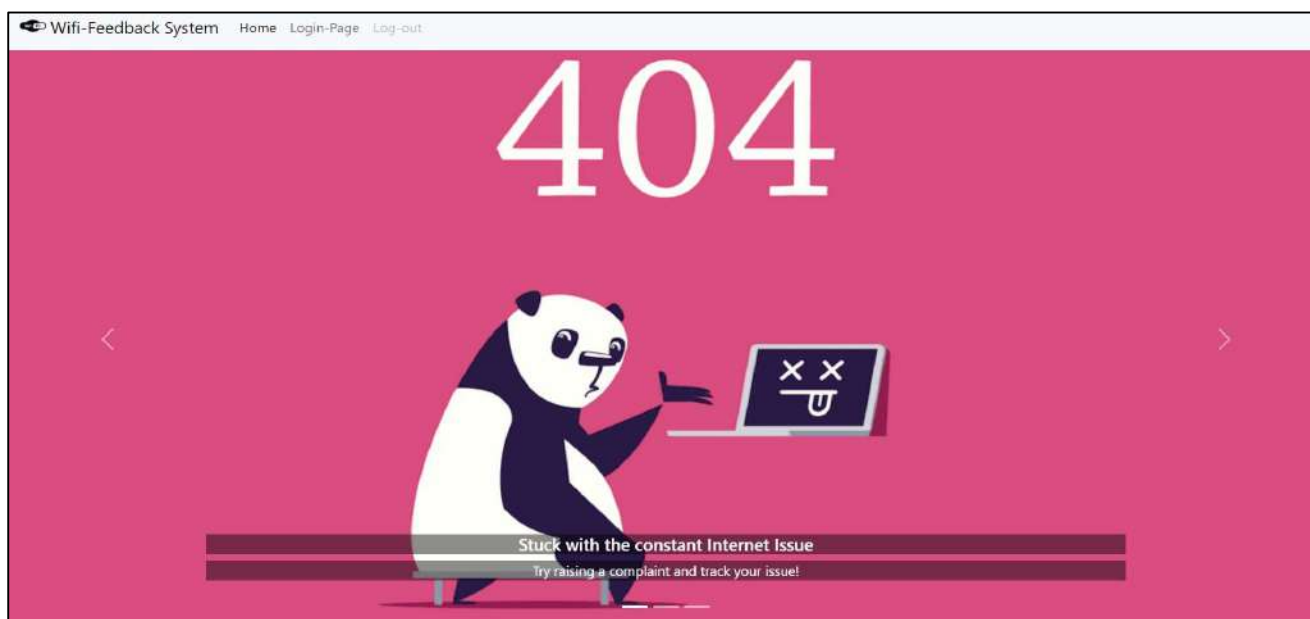 Wifi-Feedback System Home Login-Page Log-out
404
Stuck with the constant Internet Issue
Try raising a complaint and track your issue!